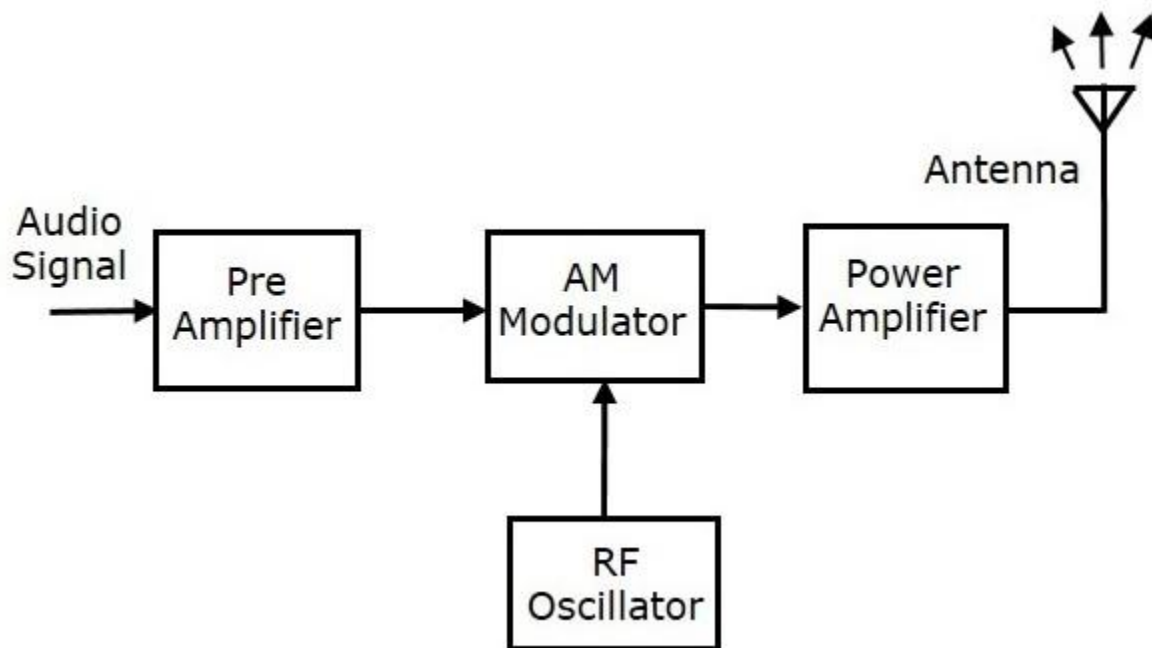 Audio
Signal
Pre
Amplifier
AM
Modulator
Power
Amplifier
Antenna
RF
Oscillator